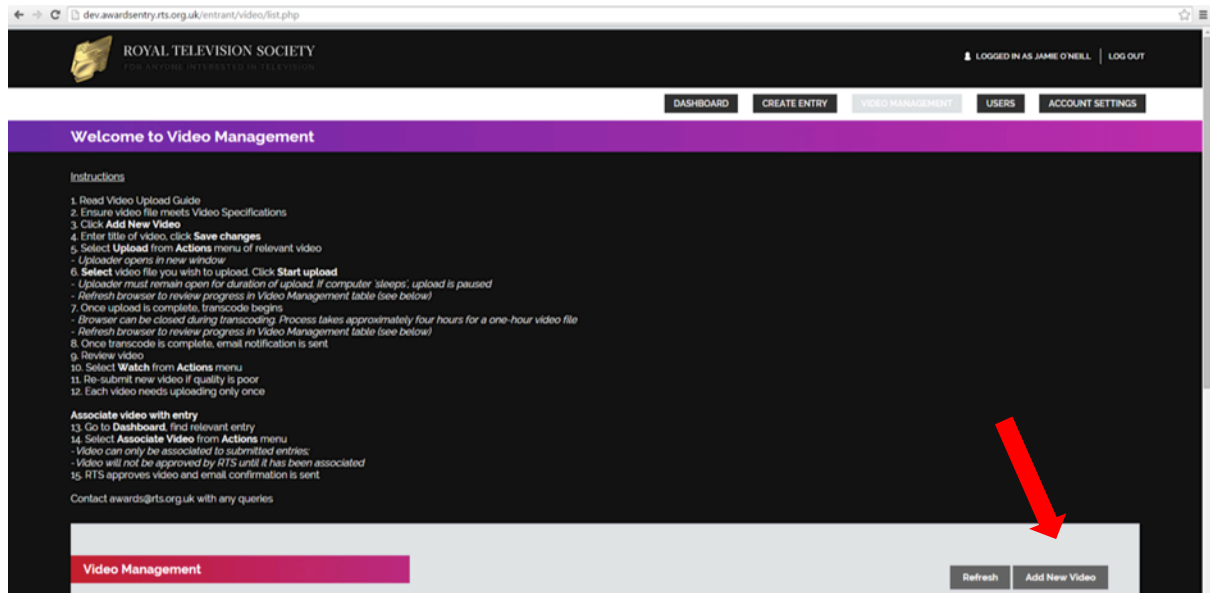 dev.awardsentry.rts.org.uk/entrant/video/list.php
ROYAL TELEVISION SOCIETY
FOR ANYONE INTERESTED IN TELEVISION
LOGGED IN AS JAMIE O'NEILL | LOG OUT
DASHBOARD CREATE ENTRY VIDEO MANAGEMENT USERS ACCOUNT SETTINGS
Welcome to Video Management
Instructions
1. Read Video Upload Guide
2. Ensure video file meets Video Specifications
3. Click Add New Video
4. Enter title of video, click Save changes
5. Select Upload from Actions menu of relevant video
- Uploader opens in new window
6. Select video file you wish to upload. Click Start upload
- Uploader must remain open for duration of upload. If computer 'sleeps', upload is paused
- Refresh browser to review progress in Video Management table (see below)
7. Once upload is complete, transcode begins
- Browser can be closed during transcoding. Process takes approximately four hours for a one-hour video file
- Refresh browser to review progress in Video Management table (see below)
8. Once transcode is complete, email notification is sent
9. Review video
10. Select Watch from Actions menu
11. Re-submit new video if quality is poor
12. Each video needs uploading only once
Associate video with entry
13. Go to Dashboard, find relevant entry
14. Select Associate Video from Actions menu
- Video can only be associated to submitted entries;
- Video will not be approved by RTS until it has been associated
15. RTS approves video and email confirmation is sent
Contact awards@rts.org.uk with any queries
Video Management
Refresh Add New Video